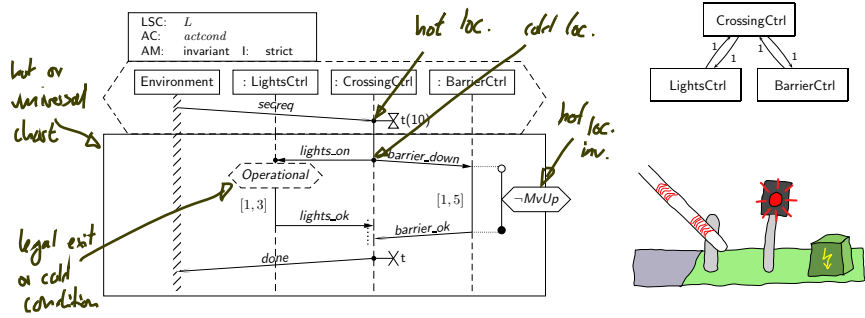 LSC: L
AC: actcond
AM: invariant I: strict
hot loc.
cold loc.
hot or
universal
chart
Environment : LightsCtrl : CrossingCtrl : BarrierCtrl
secreq
t(10)
hot
loc.
inv.
lights_on barrier_down
Operational
¬MvUp
[1, 3] [1, 5]
lights_ok
barrier_ok
done t
legal exit
or cold
condition
CrossingCtrl
1 1
1 1
LightsCtrl BarrierCtrl